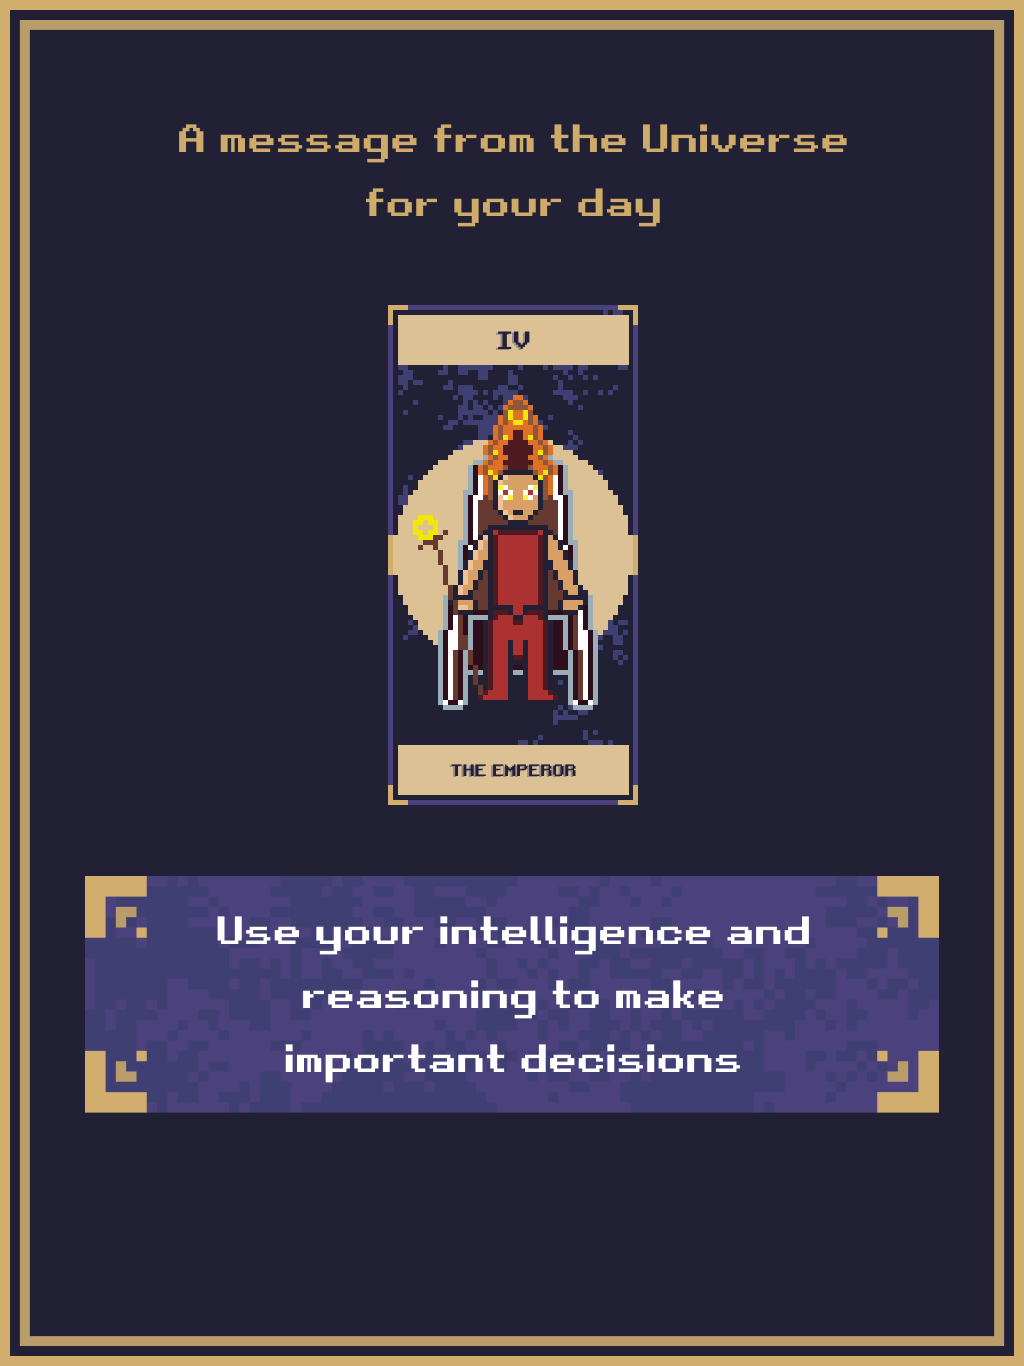 A message from the Universe
for your day
IV
THE EMPEROR
Use your intelligence and
reasoning to make
important decisions